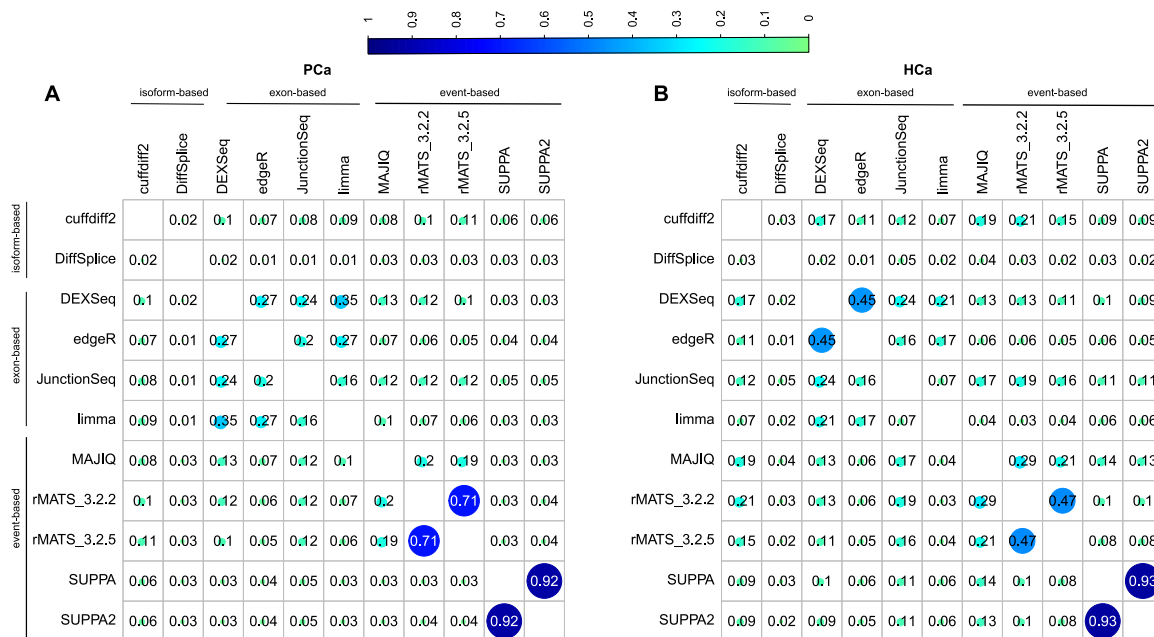 1 0.9 0.8 0.7 0.6 0.5 0.4 0.3 0.2 0.1 0
PCa
A
isoform-based exon-based event-based
cuffdiff2 DiffSplice DEXSeq edgeR JunctionSeq limma MAJIQ rMATS_3.2.2 rMATS_3.2.5 SUPPA SUPPA2
isoform-based
exon-based
event-based
cuffdiff2 0.02 0.1 0.07 0.08 0.09 0.08 0.1 0.11 0.06 0.06
DiffSplice 0.02 0.02 0.01 0.01 0.01 0.03 0.03 0.03 0.03 0.03
DEXSeq 0.1 0.02 0.27 0.24 0.35 0.13 0.12 0.1 0.03 0.03
edgeR 0.07 0.01 0.27 0.2 0.27 0.07 0.06 0.05 0.04 0.04
JunctionSeq 0.08 0.01 0.24 0.2 0.16 0.12 0.12 0.12 0.05 0.05
limma 0.09 0.01 0.35 0.27 0.16 0.1 0.07 0.06 0.03 0.03
MAJIQ 0.08 0.03 0.13 0.07 0.12 0.1 0.2 0.19 0.03 0.03
rMATS_3.2.2 0.1 0.03 0.12 0.06 0.12 0.07 0.2 0.71 0.03 0.04
rMATS_3.2.5 0.11 0.03 0.1 0.05 0.12 0.06 0.19 0.71 0.03 0.04
SUPPA 0.06 0.03 0.03 0.04 0.05 0.03 0.03 0.03 0.03 0.92
SUPPA2 0.06 0.03 0.03 0.04 0.05 0.03 0.03 0.04 0.04 0.92
HCa
B
isoform-based exon-based event-based
cuffdiff2 DiffSplice DEXSeq edgeR JunctionSeq limma MAJIQ rMATS_3.2.2 rMATS_3.2.5 SUPPA SUPPA2
cuffdiff2 0.03 0.17 0.11 0.12 0.07 0.19 0.21 0.15 0.09 0.09
DiffSplice 0.03 0.02 0.01 0.05 0.02 0.04 0.03 0.02 0.03 0.02
DEXSeq 0.17 0.02 0.45 0.24 0.21 0.13 0.13 0.11 0.1 0.09
edgeR 0.11 0.01 0.45 0.16 0.17 0.06 0.06 0.05 0.06 0.05
JunctionSeq 0.12 0.05 0.24 0.16 0.07 0.17 0.19 0.16 0.11 0.11
limma 0.07 0.02 0.21 0.17 0.07 0.04 0.03 0.04 0.06 0.06
MAJIQ 0.19 0.04 0.13 0.06 0.17 0.04 0.29 0.21 0.14 0.13
rMATS_3.2.2 0.21 0.03 0.13 0.06 0.19 0.03 0.29 0.47 0.1 0.1
rMATS_3.2.5 0.15 0.02 0.11 0.05 0.16 0.04 0.21 0.47 0.08 0.08
SUPPA 0.09 0.03 0.1 0.06 0.11 0.06 0.14 0.1 0.08 0.93
SUPPA2 0.09 0.02 0.09 0.05 0.11 0.06 0.13 0.1 0.08 0.93